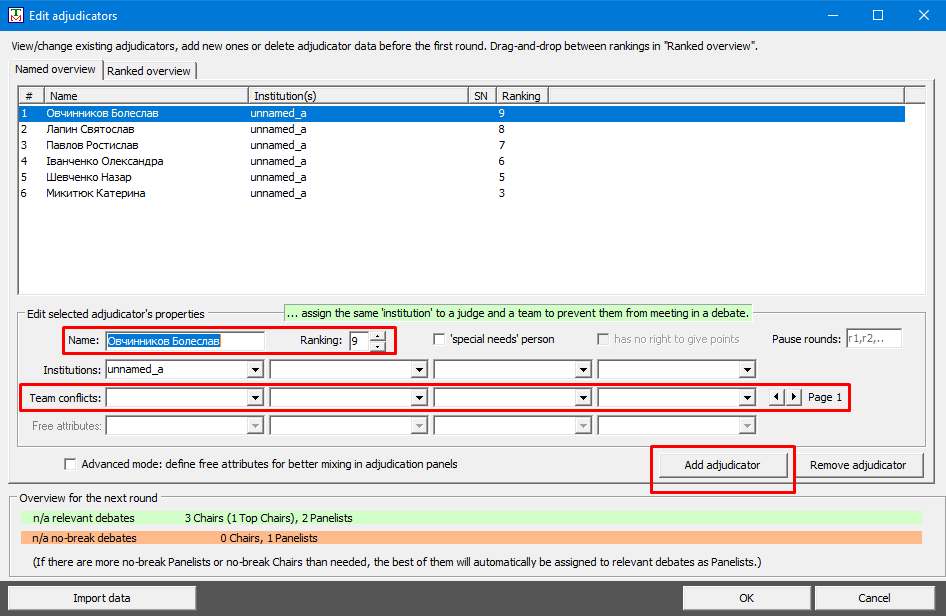 Edit adjudicators
View/change existing adjudicators, add new ones or delete adjudicator data before the first round. Drag-and-drop between rankings in "Ranked overview".
Named overview Ranked overview
# Name Institution(s) SN Ranking
1 Овчинников Болеслав unnamed_a 9
2 Лапин Святослав unnamed_a 8
3 Павлов Ростислав unnamed_a 7
4 Іванченко Олександра unnamed_a 6
5 Шевченко Назар unnamed_a 5
6 Микитюк Катерина unnamed_a 3
Edit selected adjudicator's properties ... assign the same 'institution' to a judge and a team to prevent them from meeting in a debate.
Name: Овчинников Болеслав Ranking: 9 'special needs' person has no right to give points Pause rounds: r1,r2,..
Institutions: unnamed_a
Team conflicts: Page 1
Free attributes:
Advanced mode: define free attributes for better mixing in adjudication panels Add adjudicator Remove adjudicator
Overview for the next round
n/a relevant debates 3 Chairs (1 Top Chairs), 2 Panelists
n/a no-break debates 0 Chairs, 1 Panelists
(If there are more no-break Panelists or no-break Chairs than needed, the best of them will automatically be assigned to relevant debates as Panelists.)
Import data OK Cancel